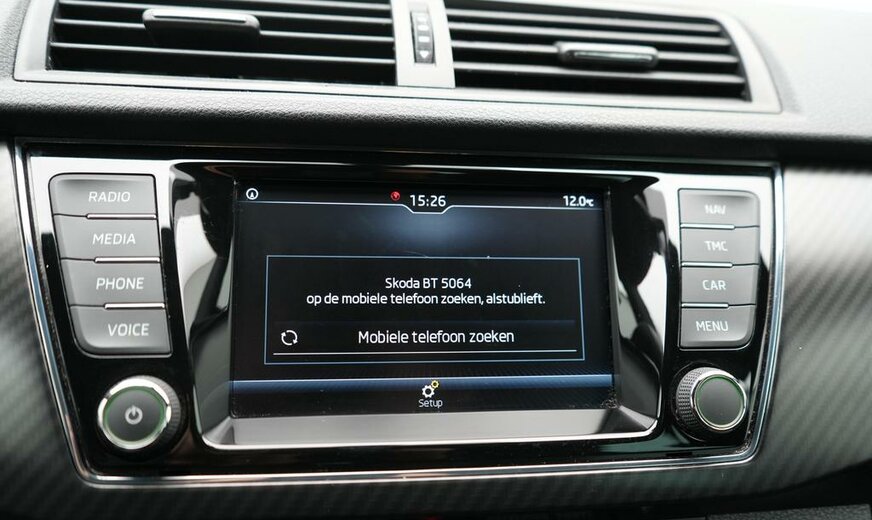 RADIO
MEDIA
PHONE
VOICE
15:26
12.0℃
Skoda BT 5064
op de mobiele telefoon zoeken, alstublieft.
Mobiele telefoon zoeken
Setup
NAV
TMC
CAR
MENU